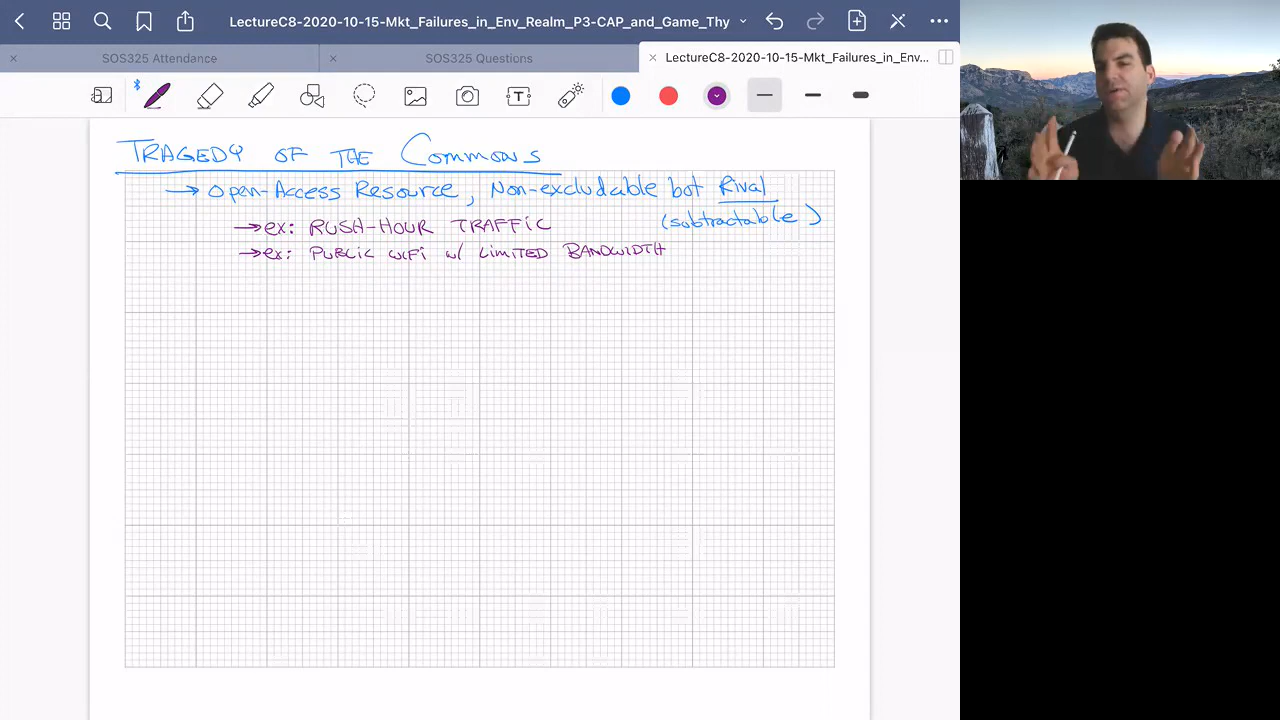 LectureC8-2020-10-15-Mkt_Failures_in_Env_Realm_P3-CAP_and_Game_Thy
SOS325 Attendance
SOS325 Questions
LectureC8-2020-10-15-Mkt_Failures_in_Env...
TRAGEDY OF THE COMMONS
→ Open-Access Resource, Non-excludable bot Rival
(subtractable)
→ ex: RUSH-HOUR TRAFFIC
→ ex: PUBLIC WIFI w/ LIMITED BANDWIDTH